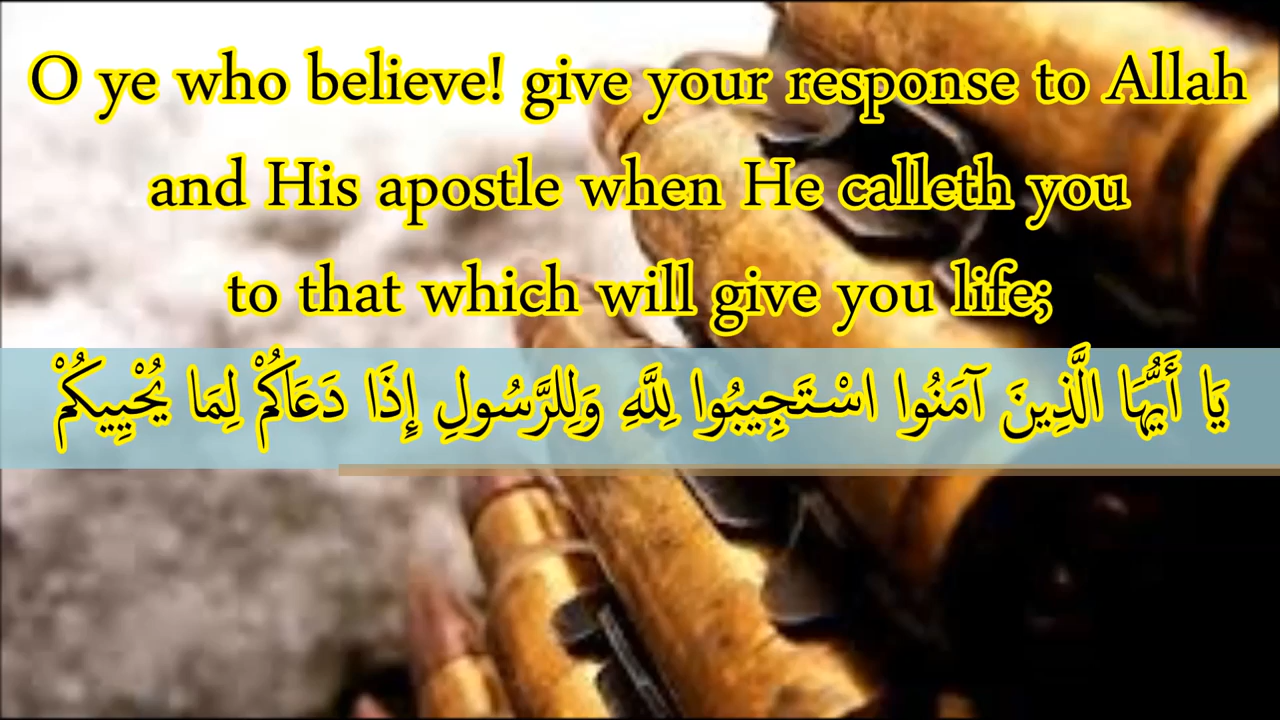 O ye who believe! give your response to Allah
and His apostle when He calleth you
to that which will give you life;
يَا أَيُّهَا الَّذِينَ آمَنُوا اسْتَجِيبُوا لِلَّهِ وَلِلرَّسُولِ إِذَا دَعَاكُمْ لِمَا يُحْيِيكُمْ